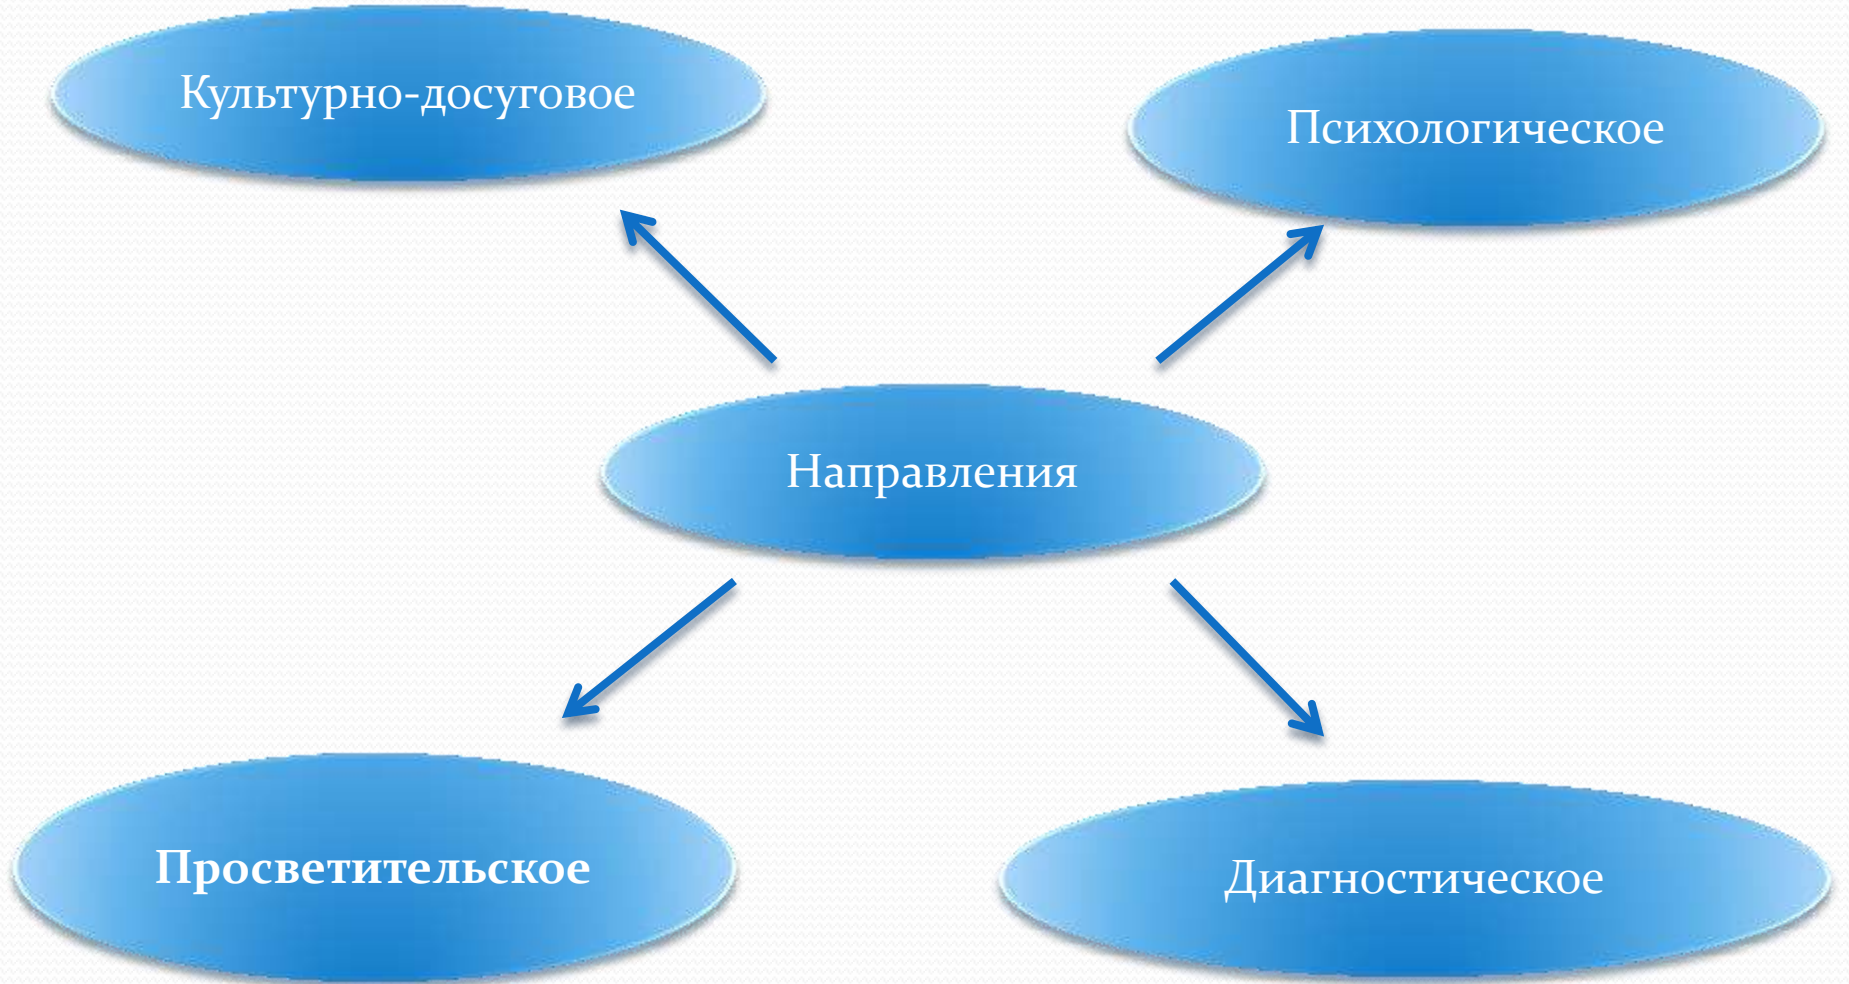 Культурно-досуговое
Психологическое
Направления
Просветительское
Диагностическое